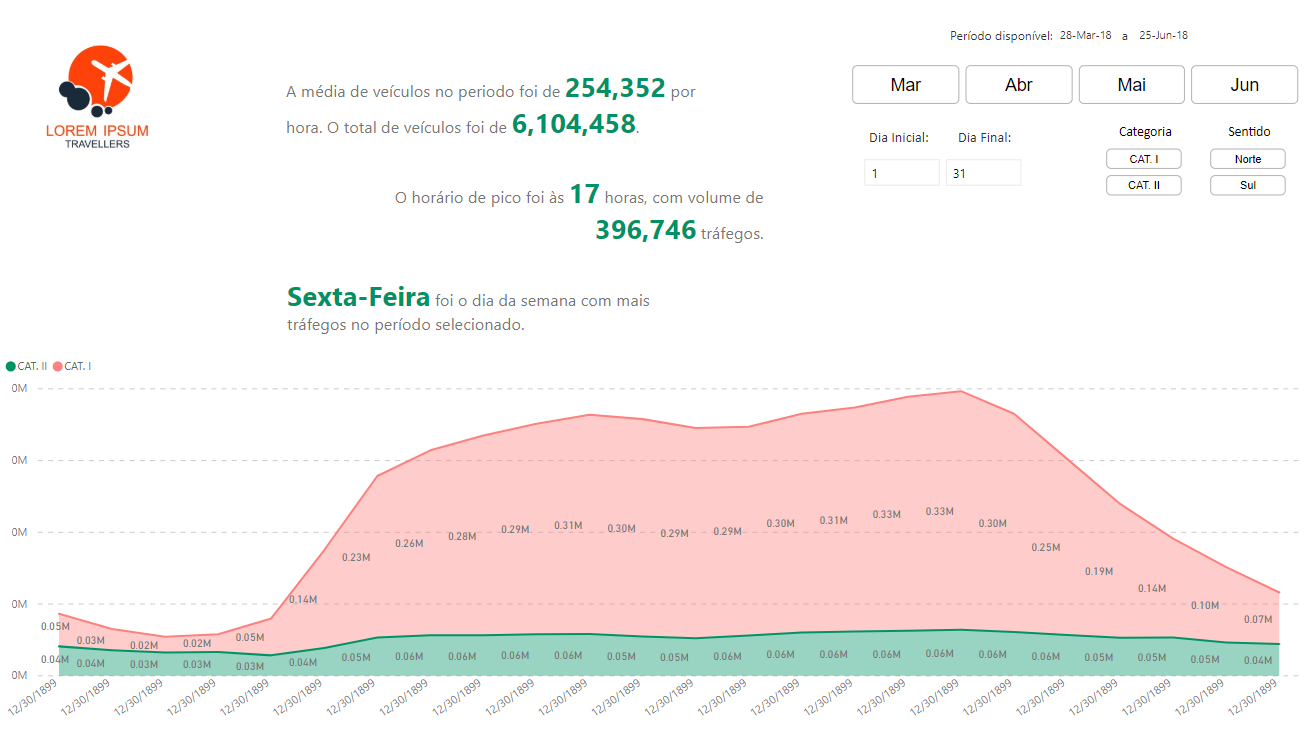 Período disponível: 28-Mar-18 a 25-Jun-18
LOREM IPSUM
TRAVELLERS
A média de veículos no periodo foi de 254,352 por
hora. O total de veículos foi de 6,104,458.
O horário de pico foi às 17 horas, com volume de
396,746 tráfegos.
Sexta-Feira foi o dia da semana com mais
tráfegos no período selecionado.
Mar Abr Mai Jun
Dia Inicial: Dia Final:
1 31
Categoria
CAT. I
CAT. II
Sentido
Norte
Sul
CAT. II CAT. I
0M
0M
0M
0M
0M
0.05M 0.03M 0.02M 0.02M 0.05M 0.14M 0.23M 0.26M 0.28M 0.29M 0.31M 0.30M 0.29M 0.29M 0.30M 0.31M 0.33M 0.33M 0.30M 0.25M 0.19M 0.14M 0.10M 0.07M
0.04M 0.04M 0.03M 0.03M 0.03M 0.04M 0.05M 0.06M 0.06M 0.06M 0.06M 0.05M 0.05M 0.06M 0.06M 0.06M 0.06M 0.06M 0.06M 0.06M 0.05M 0.05M 0.05M 0.04M
12/30/1899 12/30/1899 12/30/1899 12/30/1899 12/30/1899 12/30/1899 12/30/1899 12/30/1899 12/30/1899 12/30/1899 12/30/1899 12/30/1899 12/30/1899 12/30/1899 12/30/1899 12/30/1899 12/30/1899 12/30/1899 12/30/1899 12/30/1899 12/30/1899 12/30/1899 12/30/1899 12/30/1899